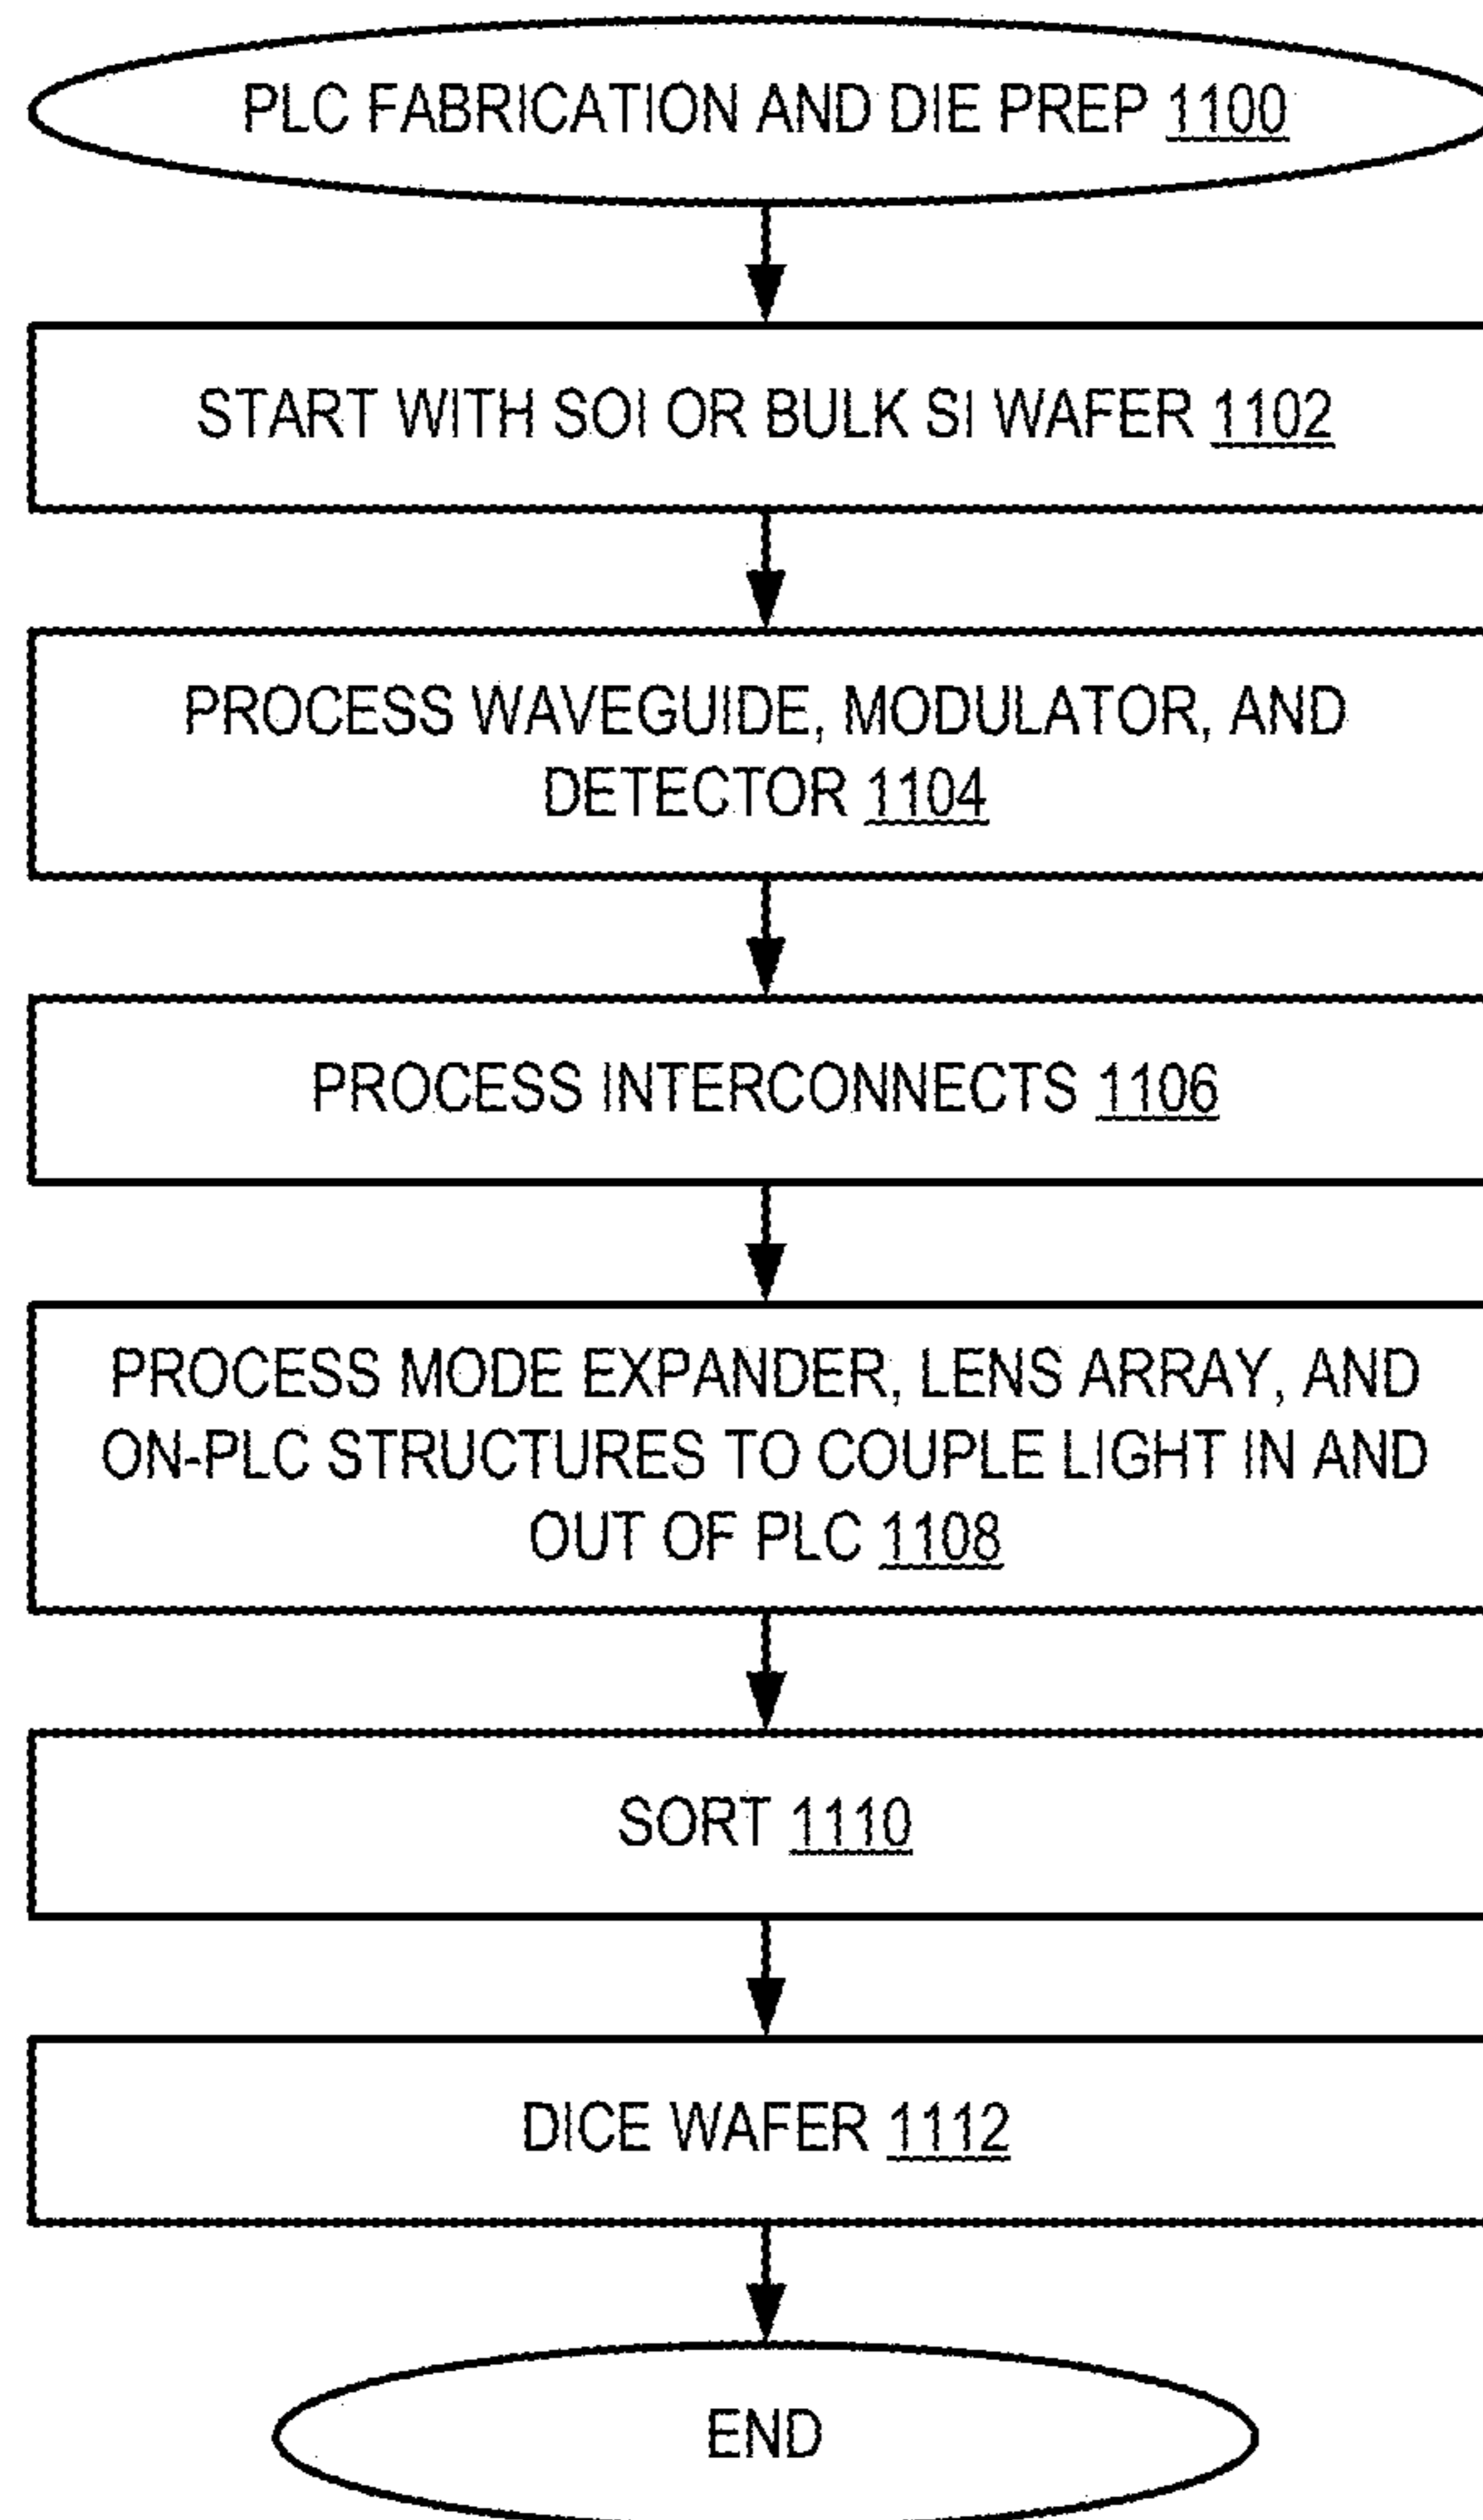 PLC FABRICATION AND DIE PREP 1100
START WITH SOI OR BULK SI WAFER 1102
PROCESS WAVEGUIDE, MODULATOR, AND
DETECTOR 1104
PROCESS INTERCONNECTS 1106
PROCESS MODE EXPANDER, LENS ARRAY, AND
ON-PLC STRUCTURES TO COUPLE LIGHT IN AND
OUT OF PLC 1108
SORT 1110
DICE WAFER 1112
END